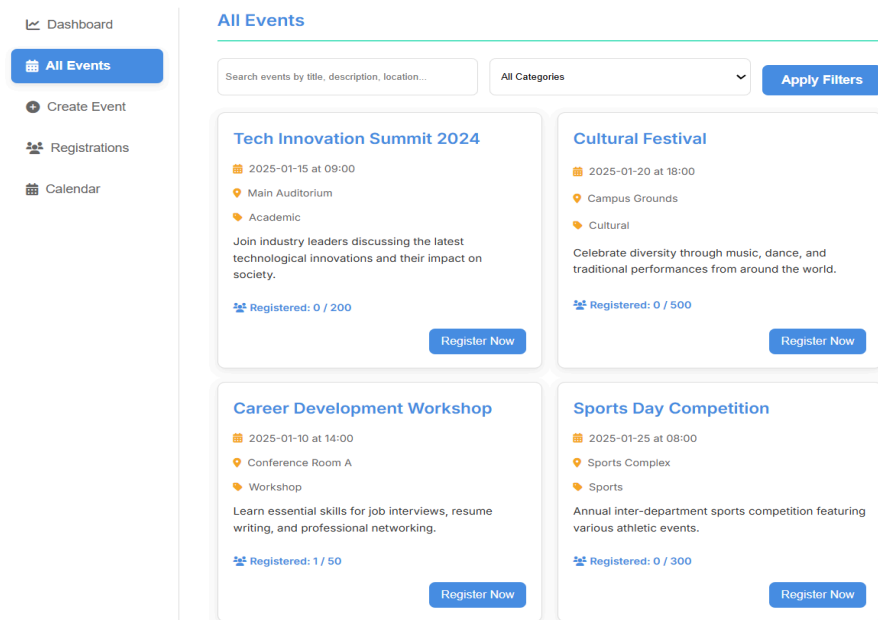 Dashboard
All Events
Create Event
Registrations
Calendar
All Events
Search events by title, description, location...
All Categories
Apply Filters
Tech Innovation Summit 2024
2025-01-15 at 09:00
Main Auditorium
Academic
Join industry leaders discussing the latest
technological innovations and their impact on
society.
Registered: 0 / 200
Register Now
Cultural Festival
2025-01-20 at 18:00
Campus Grounds
Cultural
Celebrate diversity through music, dance, and
traditional performances from around the world.
Registered: 0 / 500
Register Now
Career Development Workshop
2025-01-10 at 14:00
Conference Room A
Workshop
Learn essential skills for job interviews, resume
writing, and professional networking.
Registered: 1 / 50
Register Now
Sports Day Competition
2025-01-25 at 08:00
Sports Complex
Sports
Annual inter-department sports competition featuring
various athletic events.
Registered: 0 / 300
Register Now